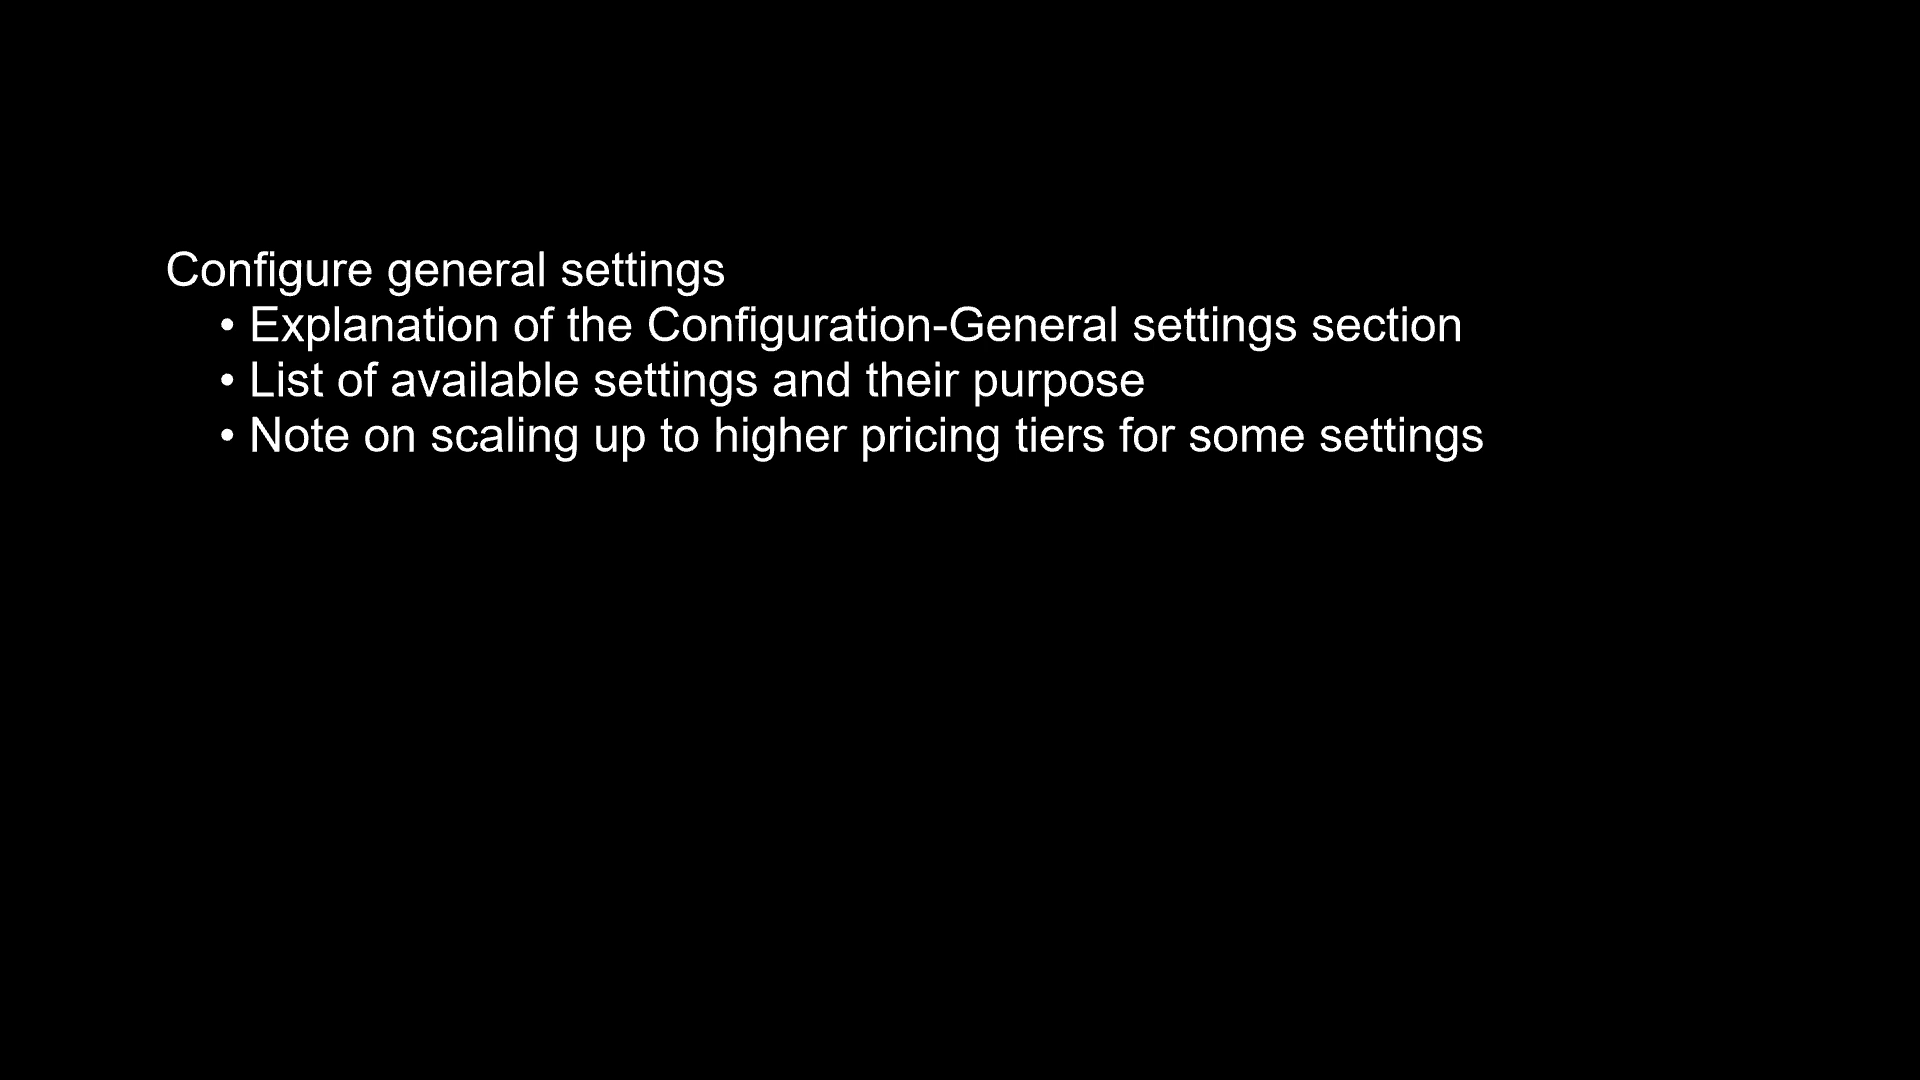 Configure general settings
• Explanation of the Configuration-General settings section
• List of available settings and their purpose
• Note on scaling up to higher pricing tiers for some settings